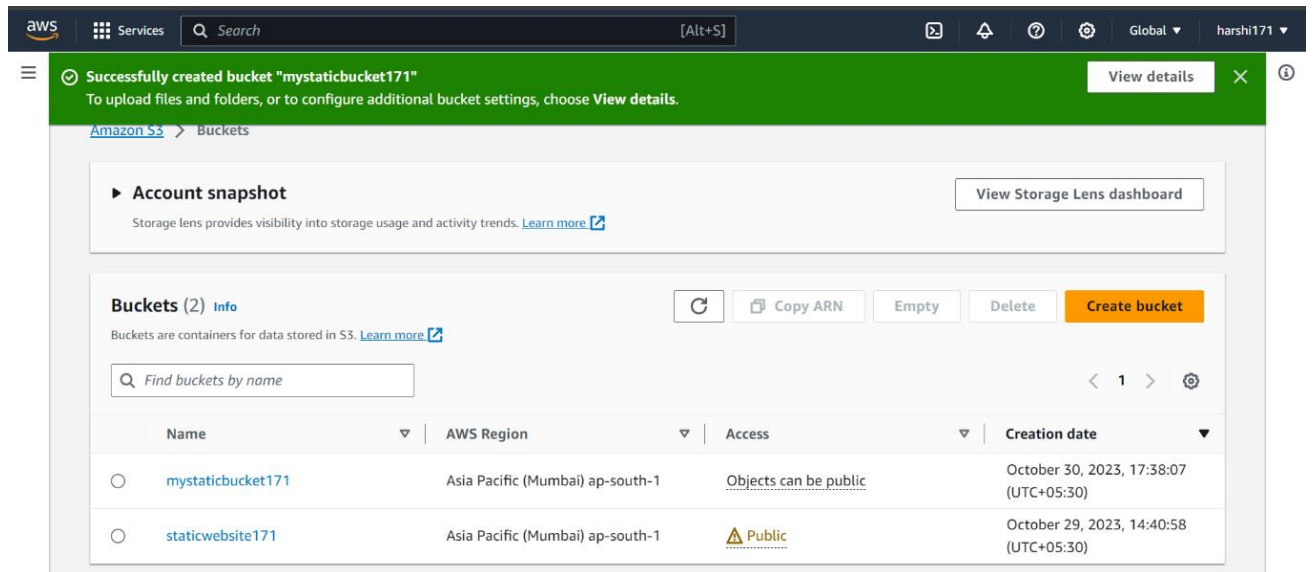 aws Services Search [Alt+S] Global harshi171
Successfully created bucket "mystaticbucket171" View details
To upload files and folders, or to configure additional bucket settings, choose View details.
Amazon S3 > Buckets
Account snapshot View Storage Lens dashboard
Storage lens provides visibility into storage usage and activity trends. Learn more
Buckets (2) Info Copy ARN Empty Delete Create bucket
Buckets are containers for data stored in S3. Learn more
Find buckets by name < 1 >
Name AWS Region Access Creation date
mystaticbucket171 Asia Pacific (Mumbai) ap-south-1 Objects can be public October 30, 2023, 17:38:07
(UTC+05:30)
staticwebsite171 Asia Pacific (Mumbai) ap-south-1 Public October 29, 2023, 14:40:58
(UTC+05:30)